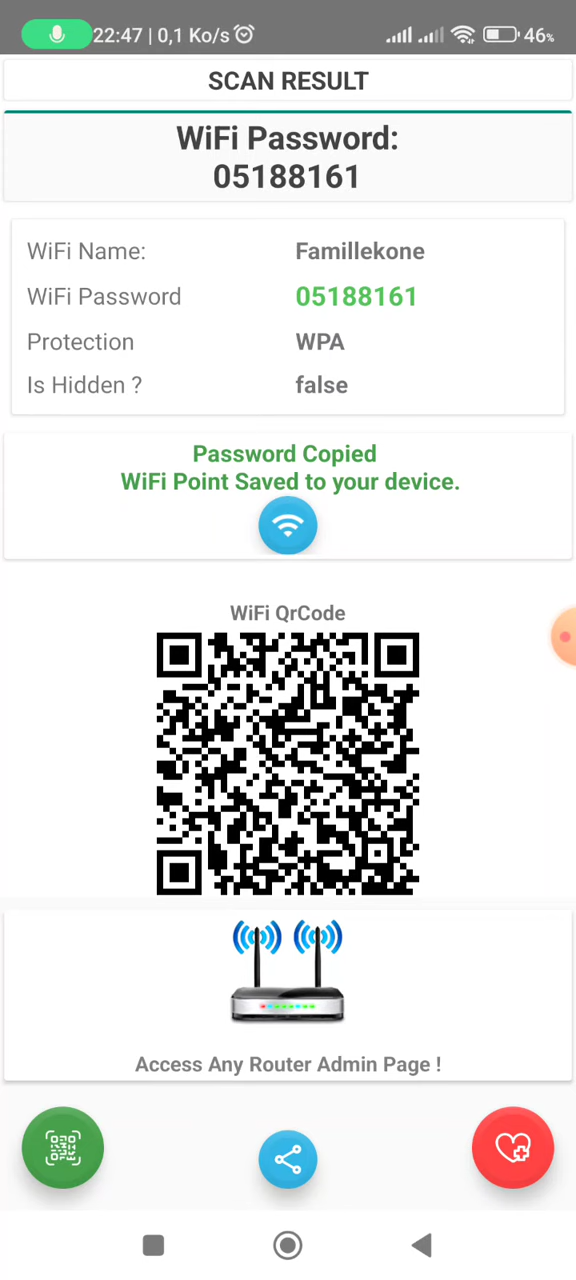 22:47 | 0,1 Ko/s 46%
SCAN RESULT
WiFi Password:
05188161
WiFi Name: Famillekone
WiFi Password 05188161
Protection WPA
Is Hidden ? false
Password Copied
WiFi Point Saved to your device.
WiFi QrCode
Access Any Router Admin Page !